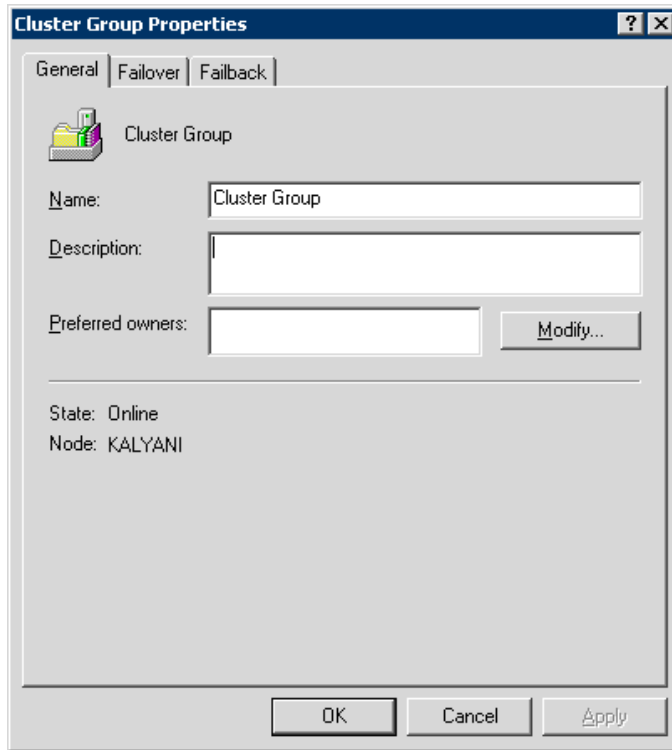 Cluster Group Properties
General Failover Failback
Cluster Group
Name: Cluster Group
Description:
Preferred owners: Modify...
State: Online
Node: KALYANI
OK Cancel Apply